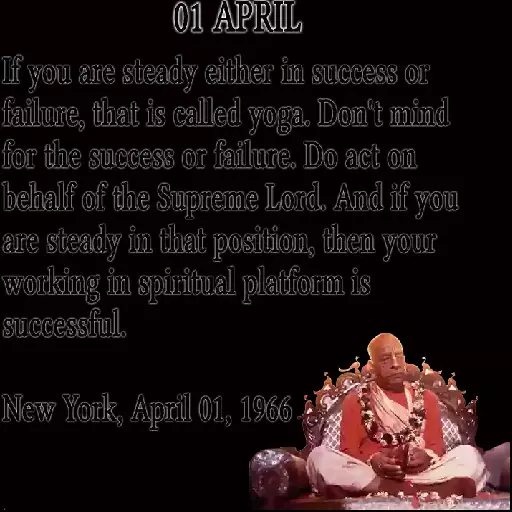 01 APRIL
If you are steady either in success or
failure, that is called yoga. Don't mind
for the success or failure. Do act on
behalf of the Supreme Lord. And if you
are steady in that position, then your
working in spiritual platform is
successful.
New York, April 01, 1966